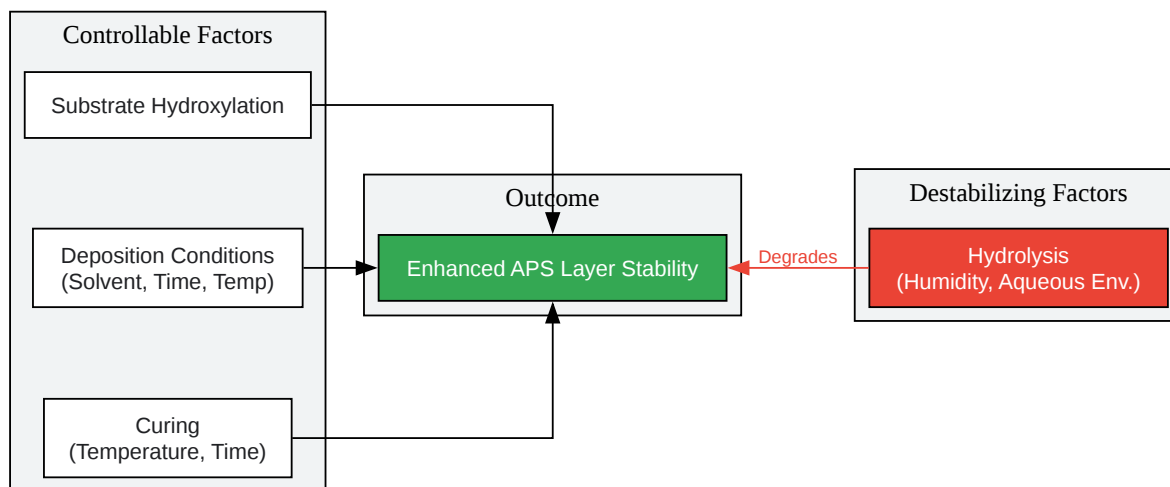 Controllable Factors
Substrate Hydroxylation
Deposition Conditions
(Solvent, Time, Temp)
Curing
(Temperature, Time)
Outcome
Enhanced APS Layer Stability
Degrades
Destabilizing Factors
Hydrolysis
(Humidity, Aqueous Env.)